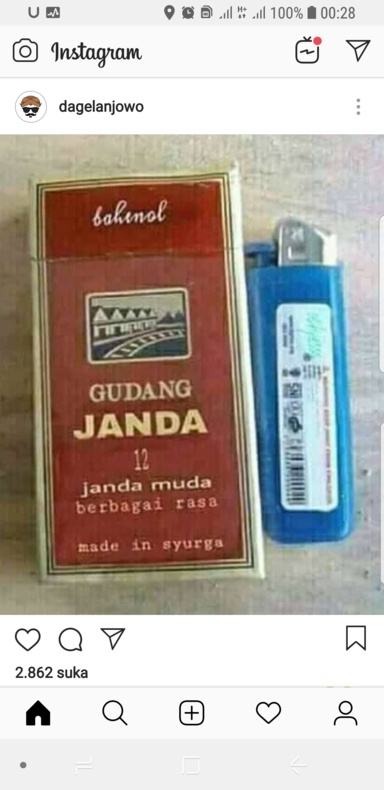 100% 00:28
Instagram
dagelanjowo
bahenol
GUDANG
JANDA
12
janda muda
berbagai rasa
made in syurga
2.862 suka